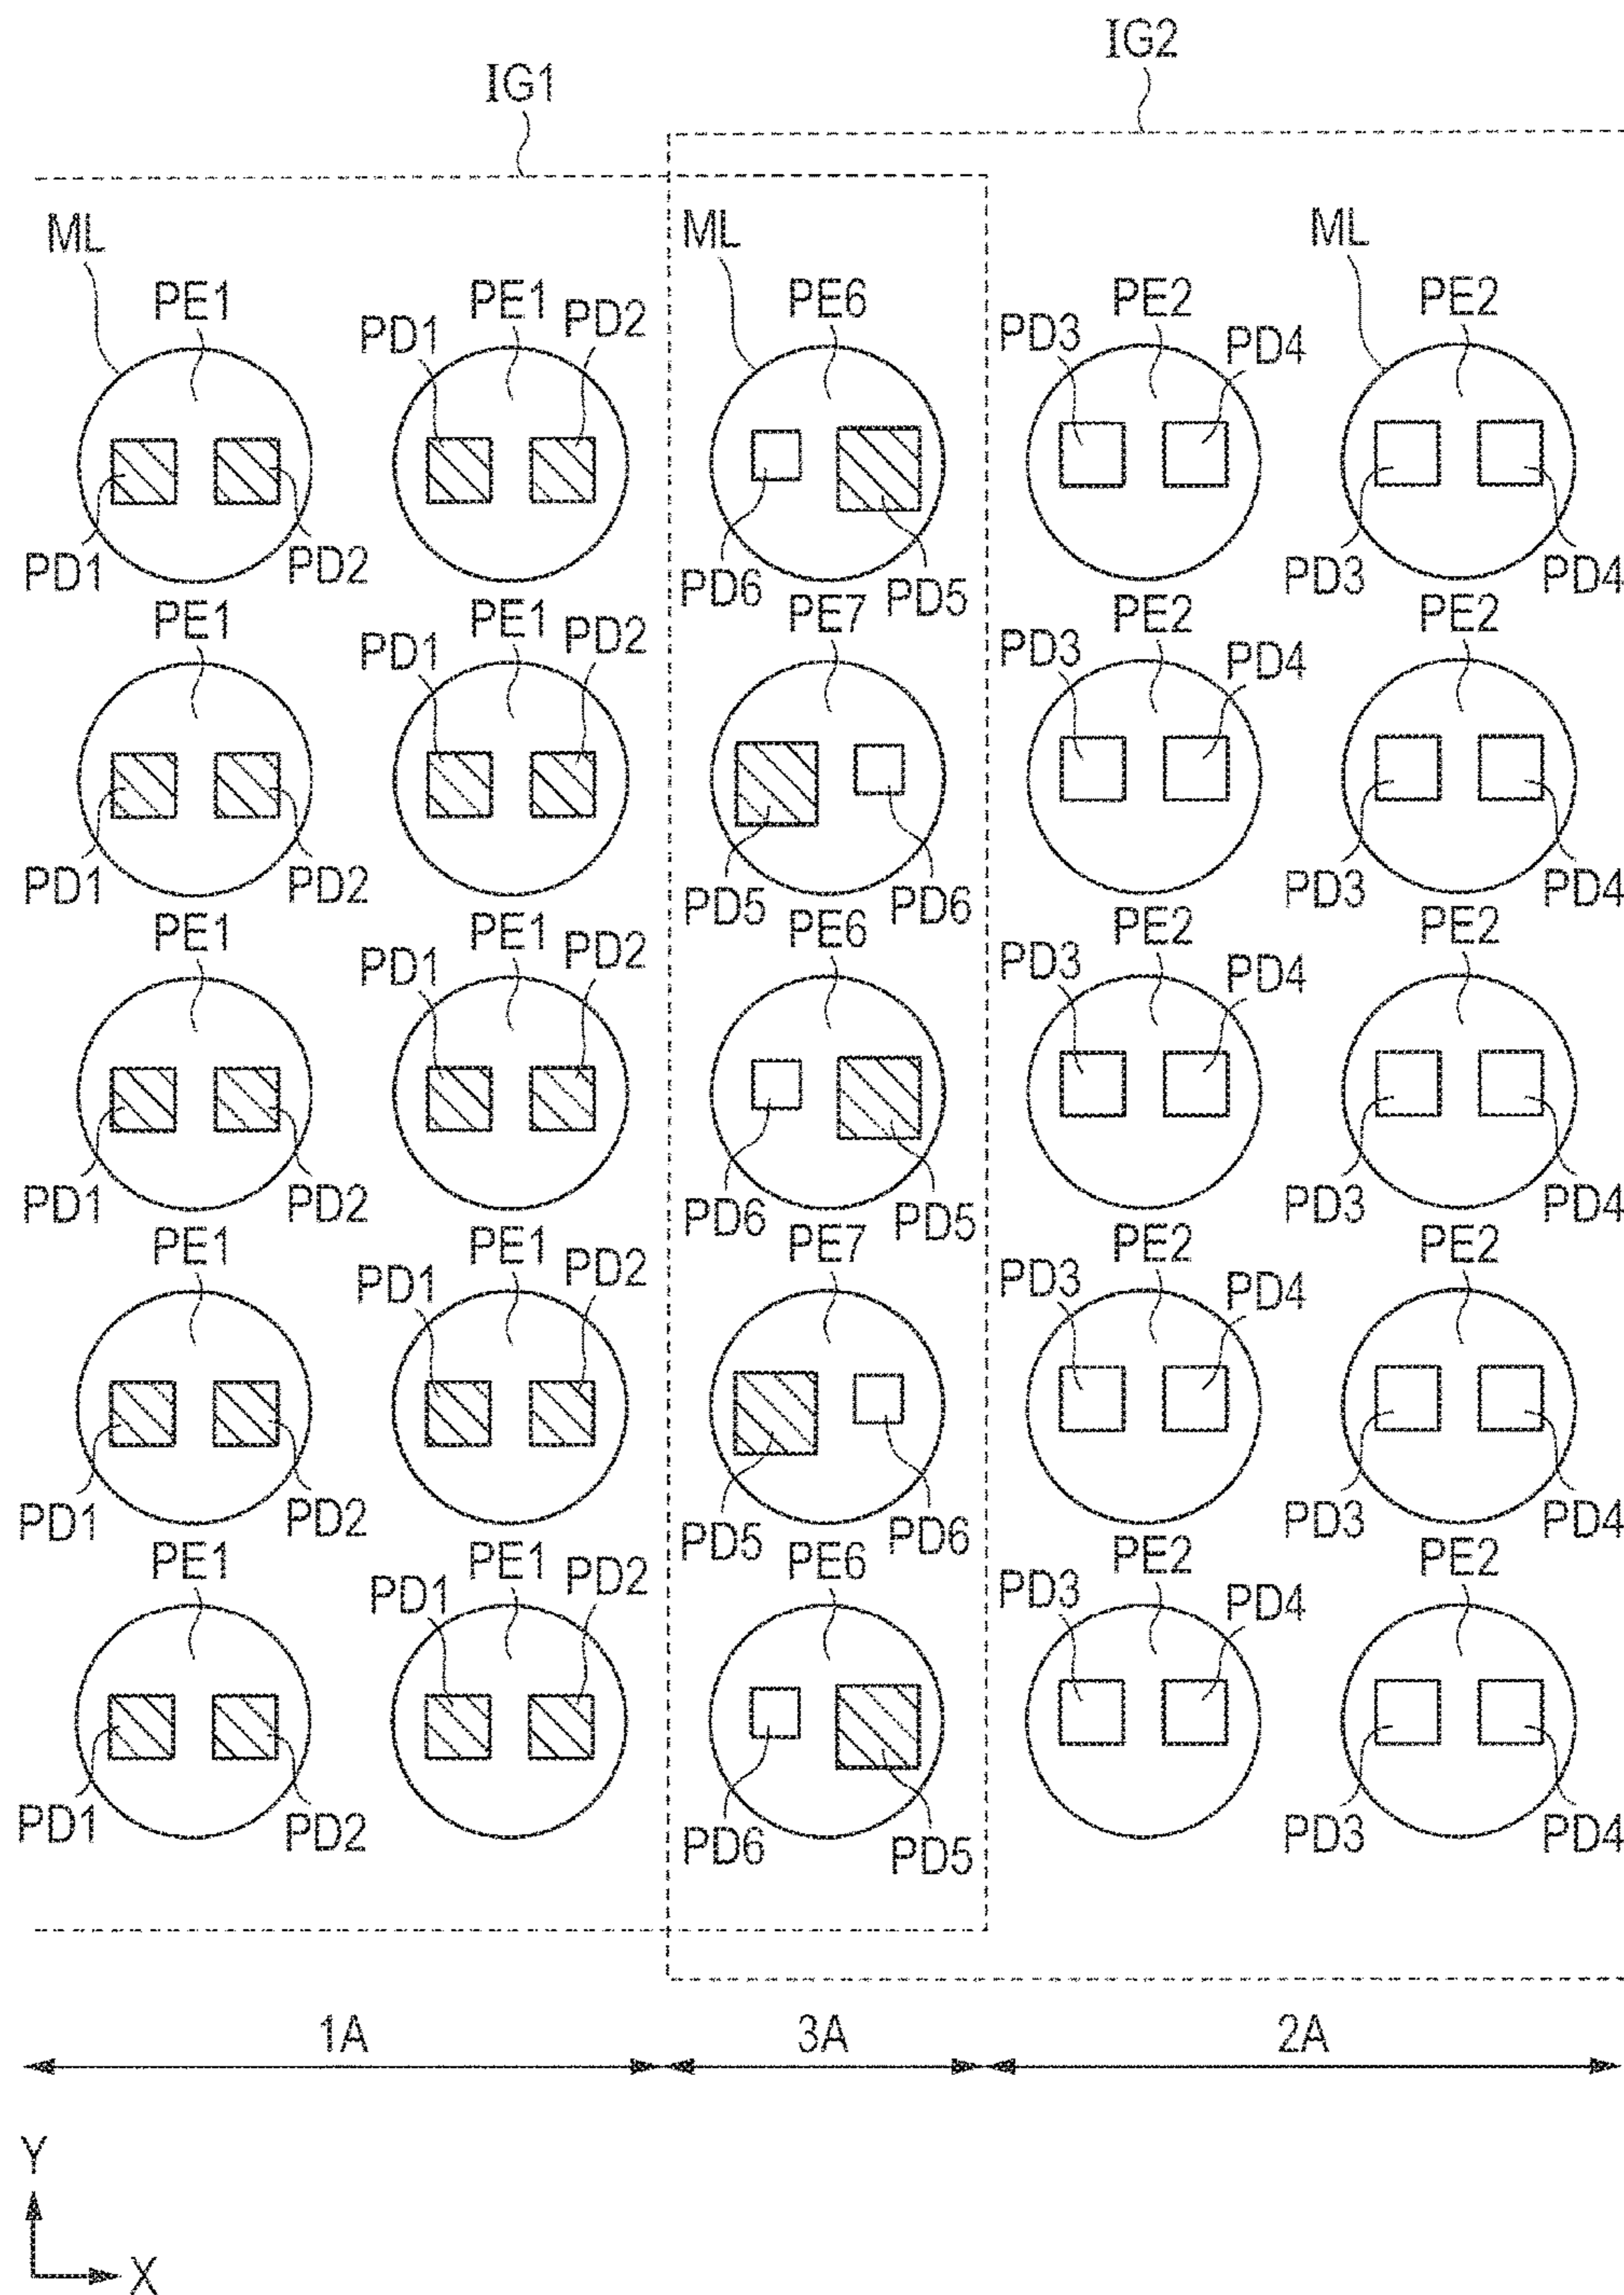 IG2
IG1
ML ML ML
PE1 PE1 PE6 PE2 PE2
PD1 PD2 PD3 PD4
PD1 PD2 PD6 PD5 PD3 PD4
PE1 PE1 PE7 PE2 PE2
PD1 PD2 PD3 PD4
PD1 PD2 PD5 PD6 PD3 PD4
PE1 PE1 PE6 PE2 PE2
PD1 PD2 PD3 PD4
PD1 PD2 PD6 PD5 PD3 PD4
PE1 PE1 PE7 PE2 PE2
PD1 PD2 PD3 PD4
PD1 PD2 PD5 PD6 PD3 PD4
PE1 PE1 PE6 PE2 PE2
PD1 PD2 PD3 PD4
PD1 PD2 PD6 PD5 PD3 PD4
1A 3A 2A
Y
X